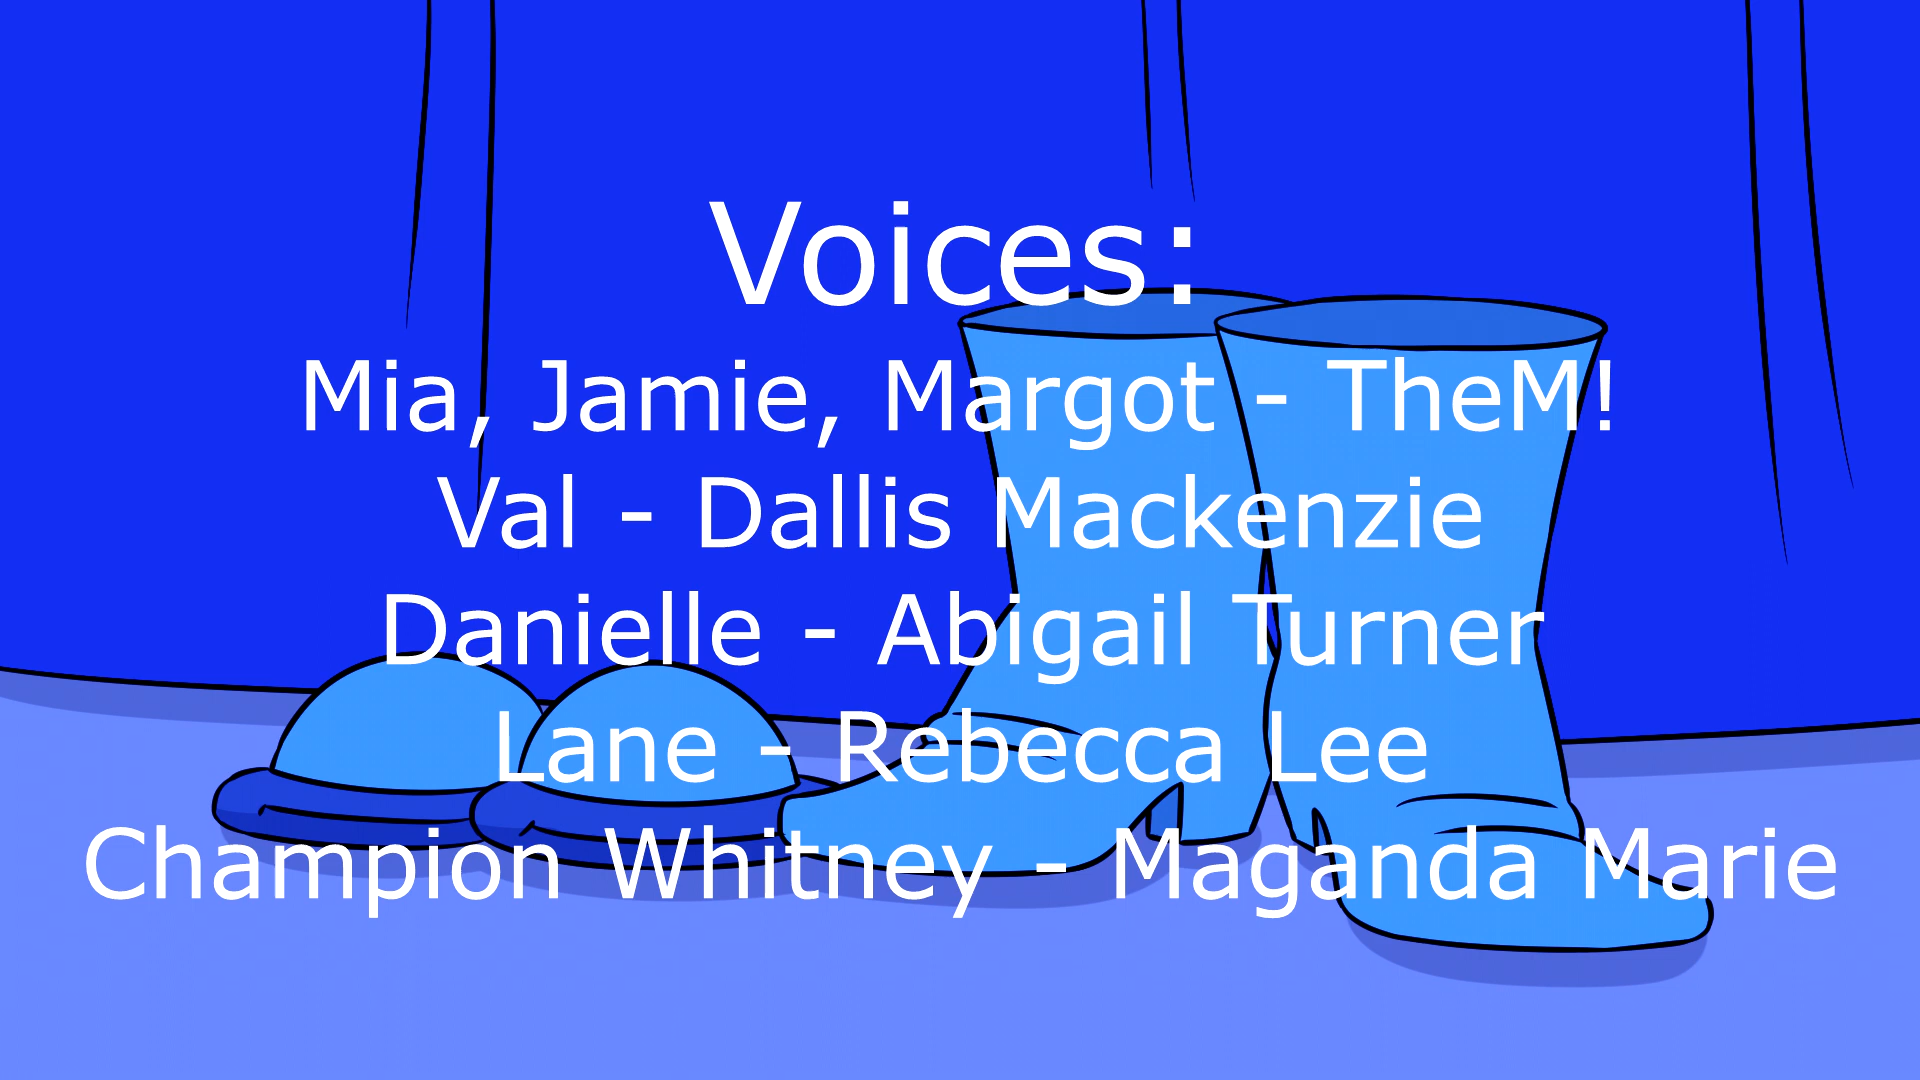 Voices:
Mia, Jamie, Margot - TheM!
Val - Dallis Mackenzie
Danielle - Abigail Turner
Lane - Rebecca Lee
Champion Whitney - Maganda Marie